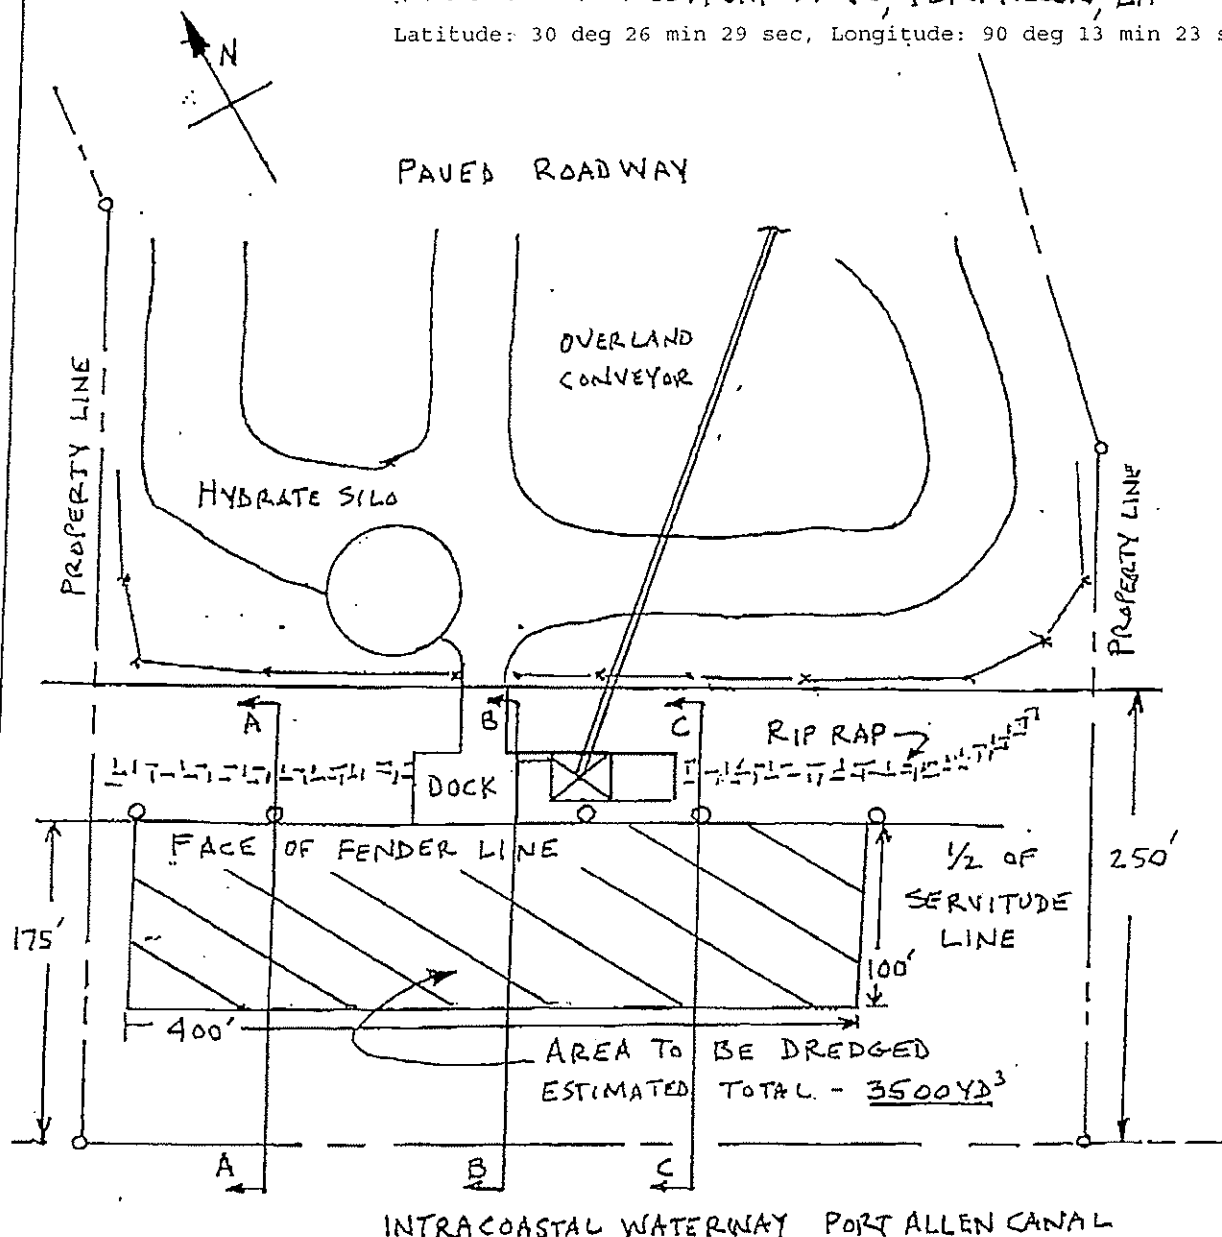 Latitude: 30 deg 26 min 29 sec, Longitude: 90 deg 13 min 23 s
N
PAVED ROADWAY
OVERLAND
CONVEYOR
PROPERTY LINE
HYDRATE SILO
PROPERTY LINE
A
B
C
RIP RAP
DOCK
FACE OF FENDER LINE
1/2 OF
SERVITUDE
LINE
250'
175'
100'
400'
AREA TO BE DREDGED
ESTIMATED TOTAL - 3500 YD³
A
B
C
INTRACOASTAL WATERWAY PORT ALLEN CANAL